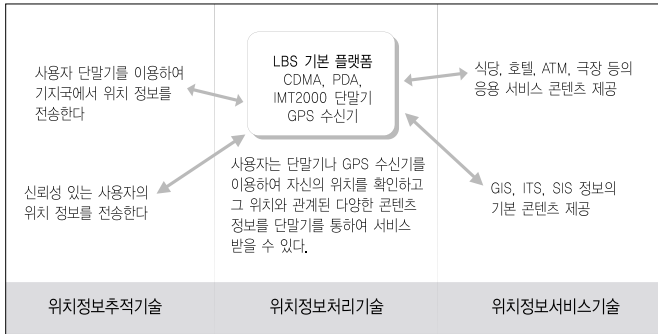 사용자 단말기를 이용하여
기지국에서 위치 정보를
전송한다
신뢰성 있는 사용자의
위치 정보를 전송한다
LBS 기본 플랫폼
CDMA, PDA,
IMT2000 단말기
GPS 수신기
사용자는 단말기나 GPS 수신기를
이용하여 자신의 위치를 확인하고
그 위치와 관계된 다양한 콘텐츠
정보를 단말기를 통하여 서비스
받을 수 있다.
식당, 호텔, ATM, 극장 등의
응용 서비스 콘텐츠 제공
GIS, ITS, SIS 정보의
기본 콘텐츠 제공
위치정보추적기술
위치정보처리기술
위치정보서비스기술